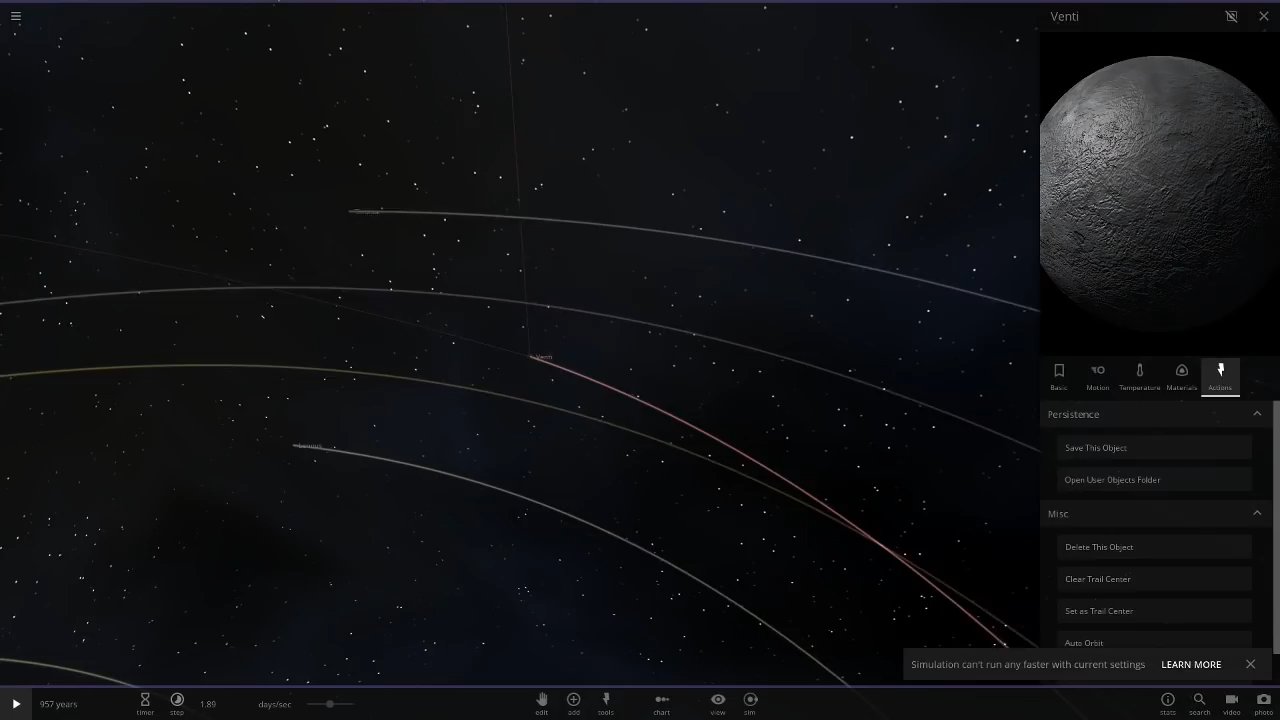 Venti
Venti
Basic
Motion
Temperature
Materials
Actions
Persistence
Save This Object
Open User Objects Folder
Misc
Delete This Object
Clear Trail Center
Set as Trail Center
Auto Orbit
Simulation can't run any faster with current settings LEARN MORE
957 years
timer
step
1.89
days/sec
edit
add
tools
chart
view
sim
stats
search
video
photo